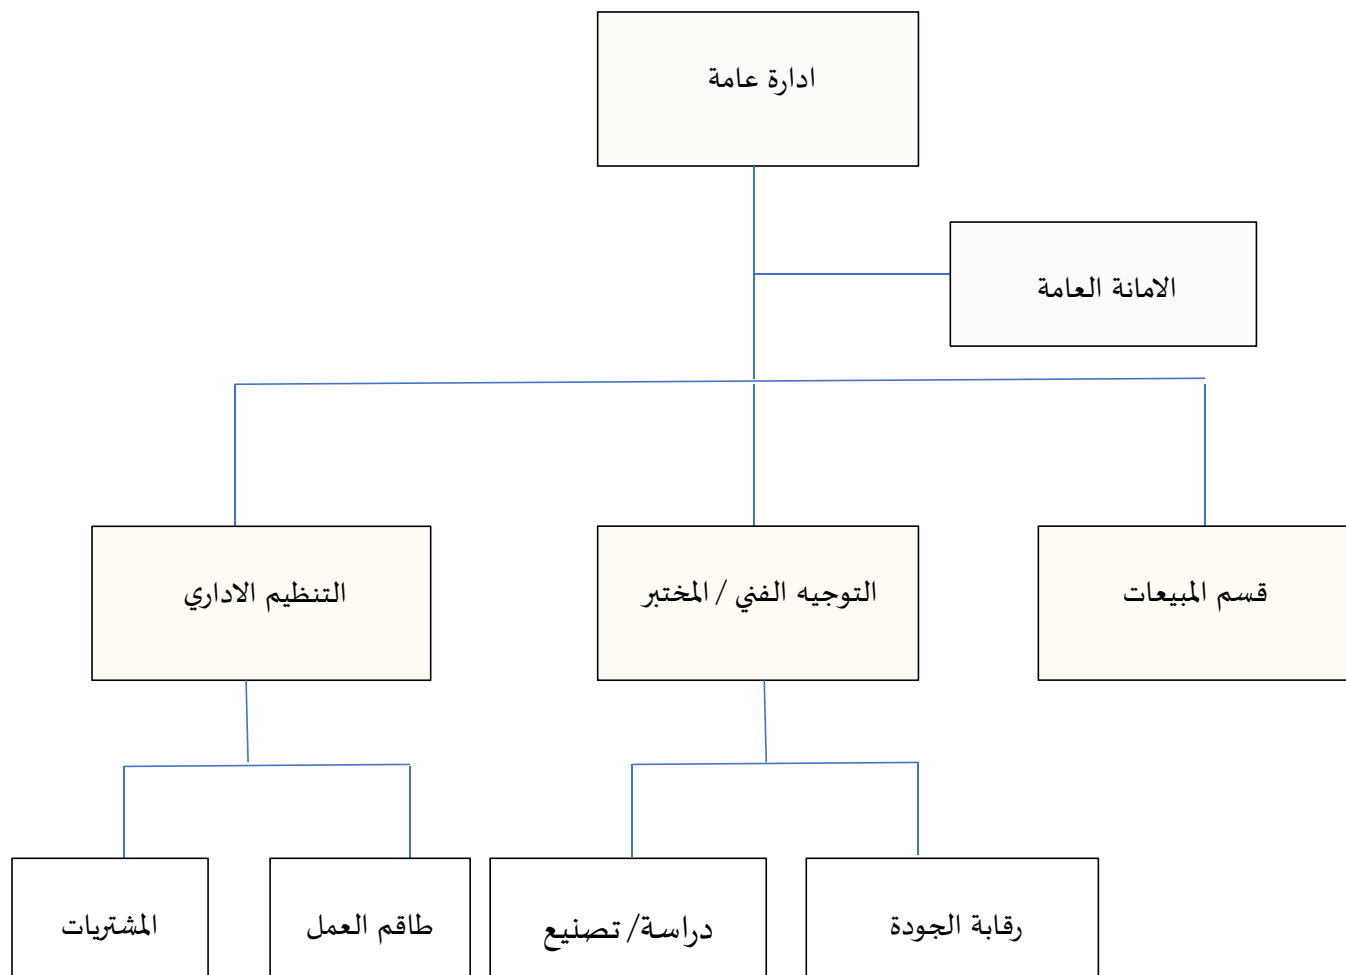 ادارة عامة
الامانة العامة
قسم المبيعات
التوجيه الفني / المختبر
التنظيم الاداري
رقابة الجودة
دراسة/ تصنيع
طاقم العمل
المشتريات